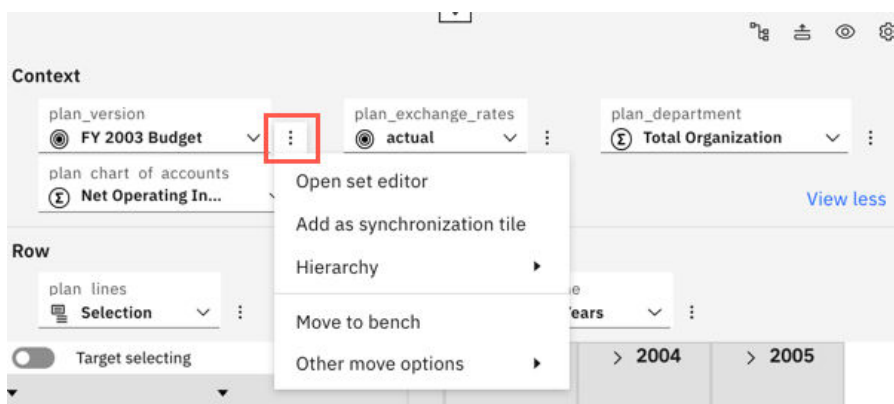 Context
plan_version
FY 2003 Budget
plan_exchange_rates
actual
plan_department
Total Organization
plan chart of accounts
Net Operating In...
View less
Open set editor
Add as synchronization tile
Hierarchy
Move to bench
Other move options
Row
plan lines
Selection
Target selecting
2004
2005